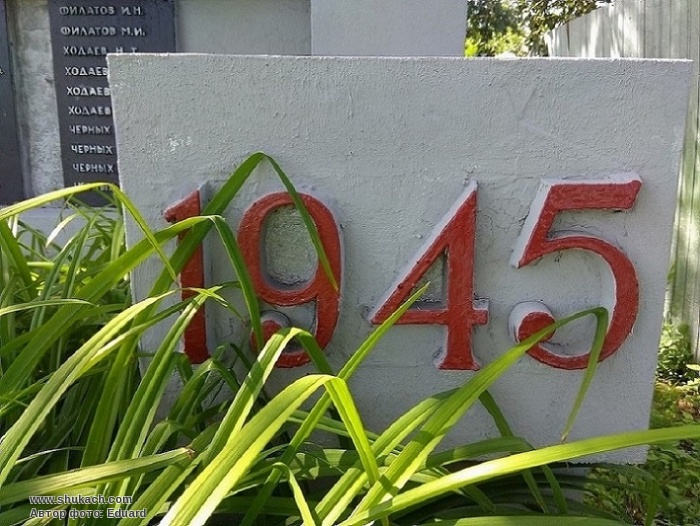 ФИЛАТОВ И.Н.
ФИЛАТОВ М.И.
ХОДАЕВ Н.Т.
ХОДАЕВ
ХОДАЕВ
ХОДАЕВ
ЧЕРНЫХ
ЧЕРНЫХ
ЧЕРНЫХ
1945
www.shukach.com
Автор фото: Eduard